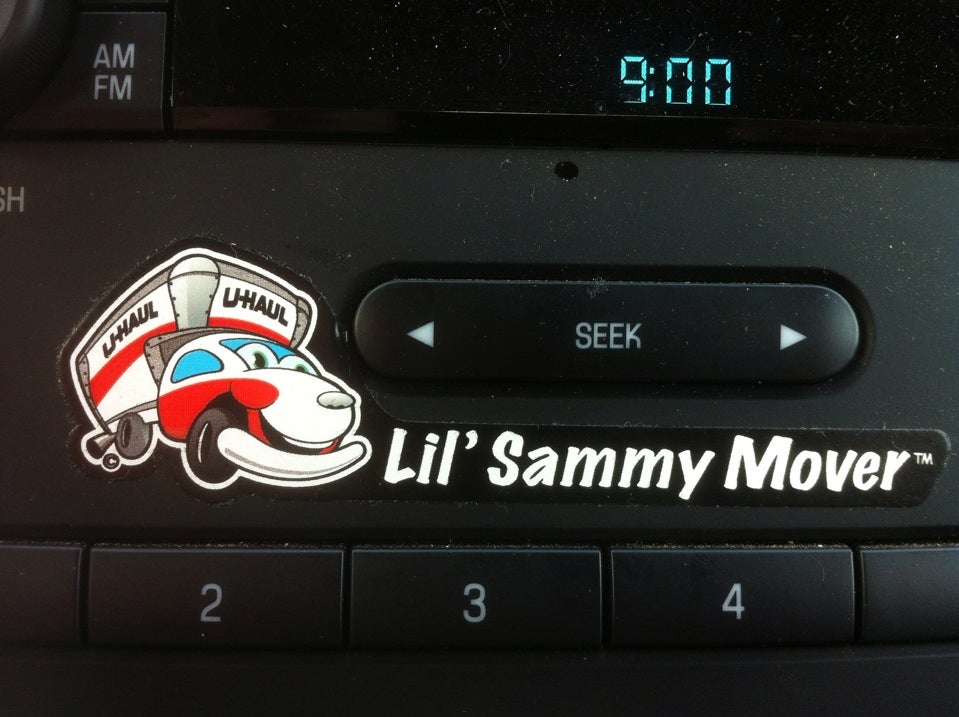 AM
FM
9:00
SH
U-HAUL U-HAUL
SEEK
Lil' Sammy Mover™
©
2 3 4